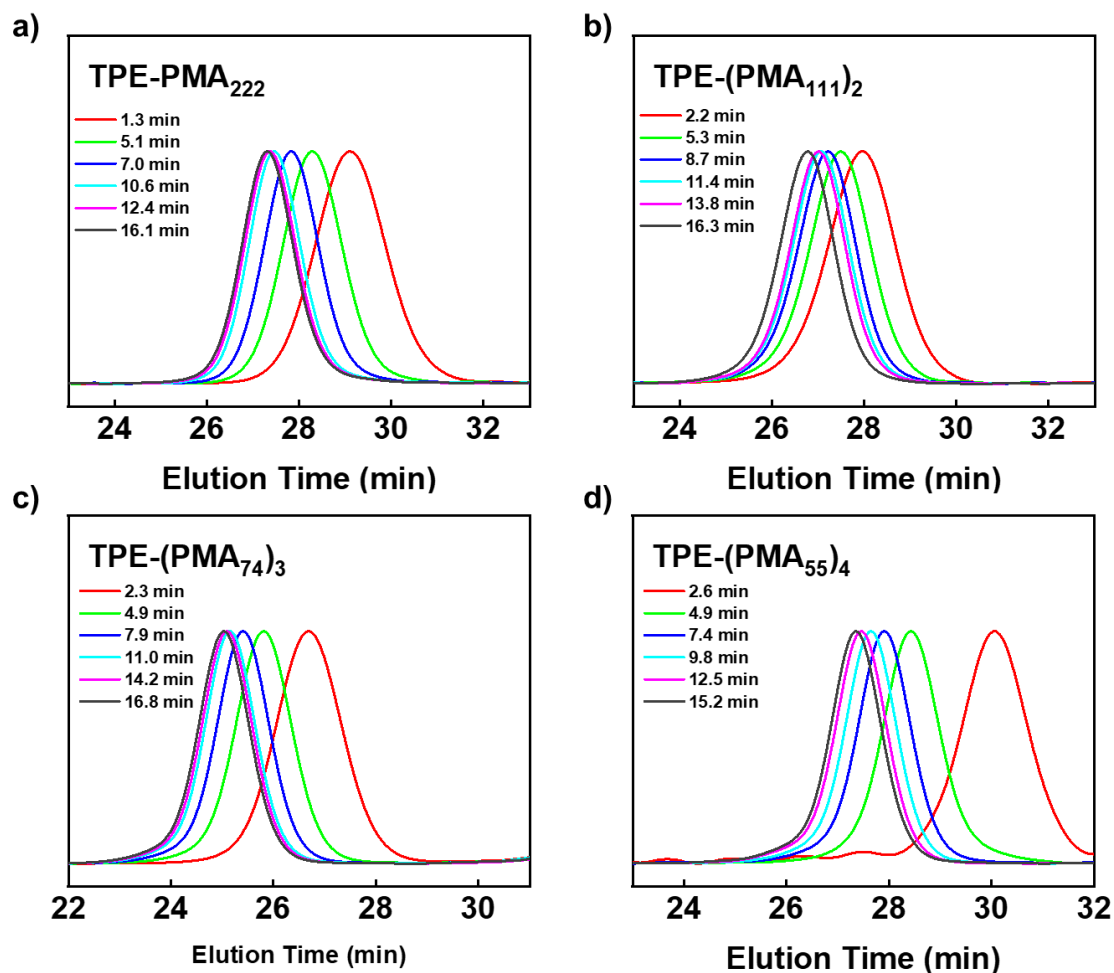 a)
TPE-PMA₂₂₂
1.3 min
5.1 min
7.0 min
10.6 min
12.4 min
16.1 min
24 26 28 30 32
Elution Time (min)
b)
TPE-(PMA₁₁₁)₂
2.2 min
5.3 min
8.7 min
11.4 min
13.8 min
16.3 min
24 26 28 30 32
Elution Time (min)
c)
TPE-(PMA₇₄)₃
2.3 min
4.9 min
7.9 min
11.0 min
14.2 min
16.8 min
22 24 26 28 30
Elution Time (min)
d)
TPE-(PMA₅₅)₄
2.6 min
4.9 min
7.4 min
9.8 min
12.5 min
15.2 min
24 26 28 30 32
Elution Time (min)